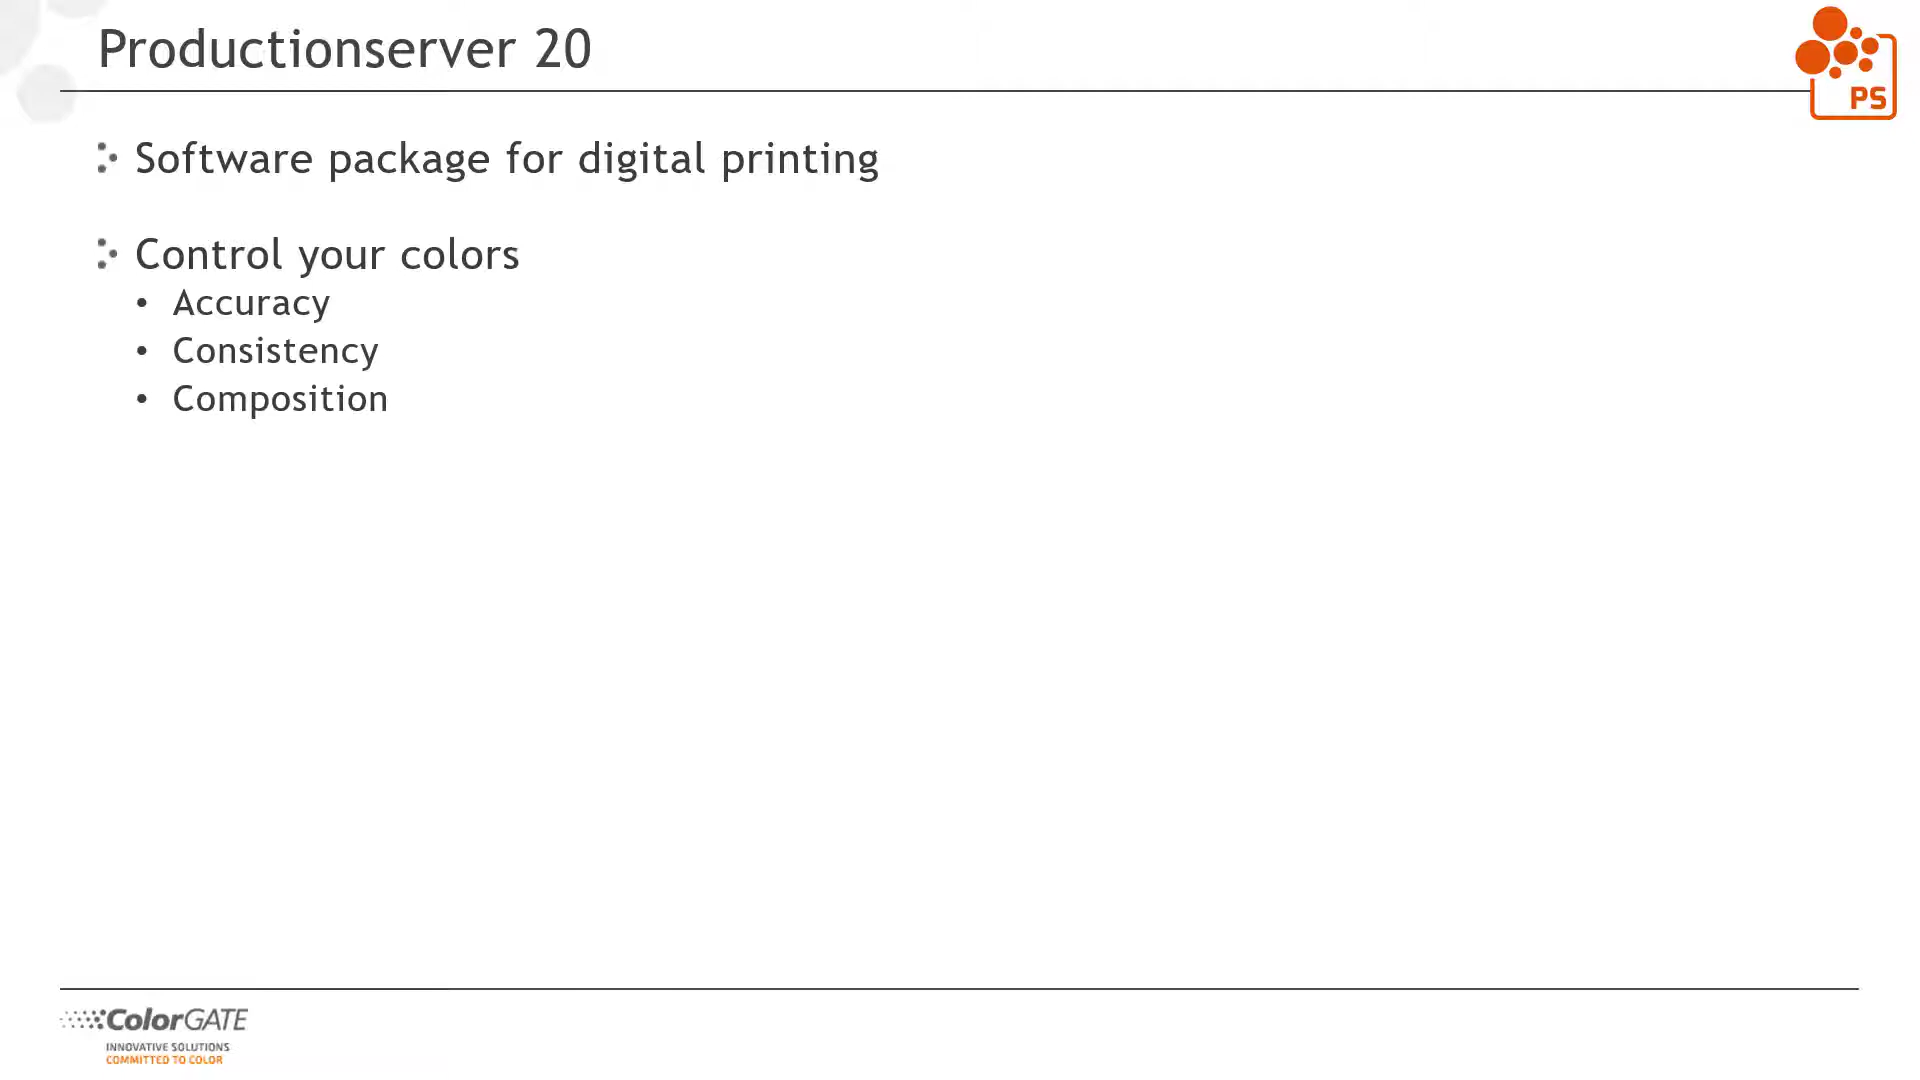 Productionserver 20
PS
Software package for digital printing
Control your colors
• Accuracy
• Consistency
• Composition
ColorGATE
INNOVATIVE SOLUTIONS
COMMITTED TO COLOR